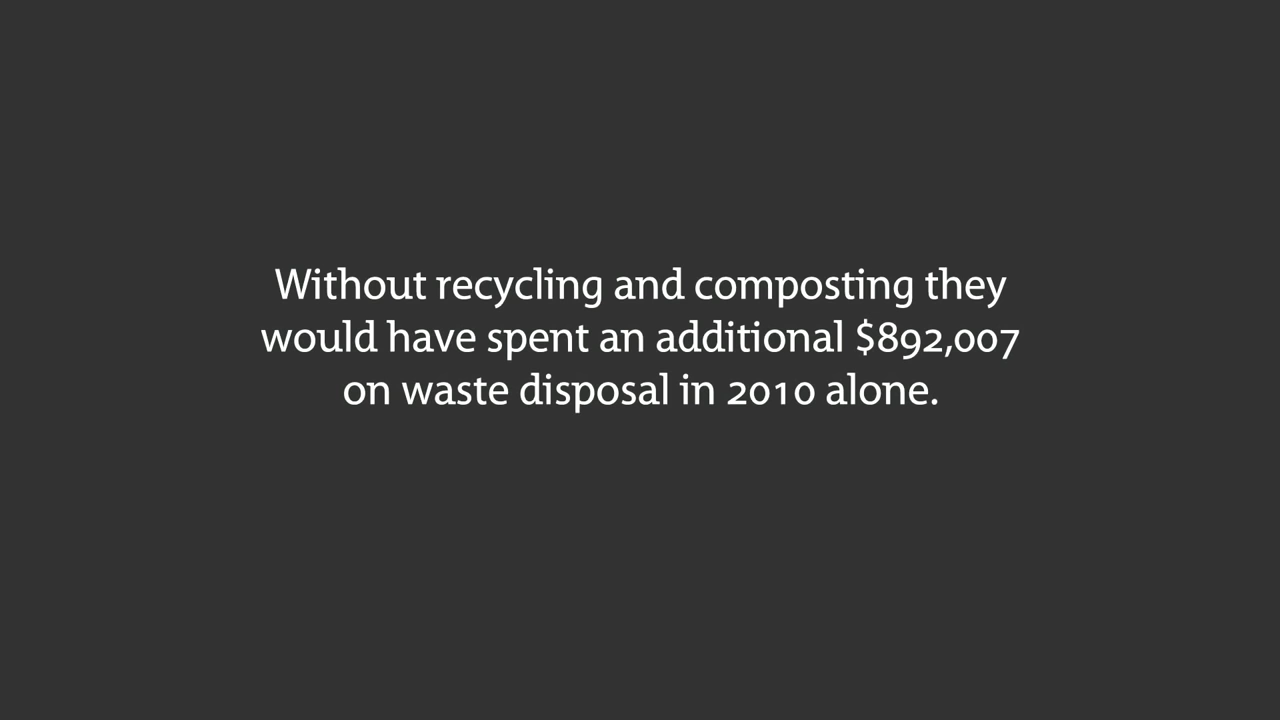 Without recycling and composting they
would have spent an additional $892,007
on waste disposal in 2010 alone.